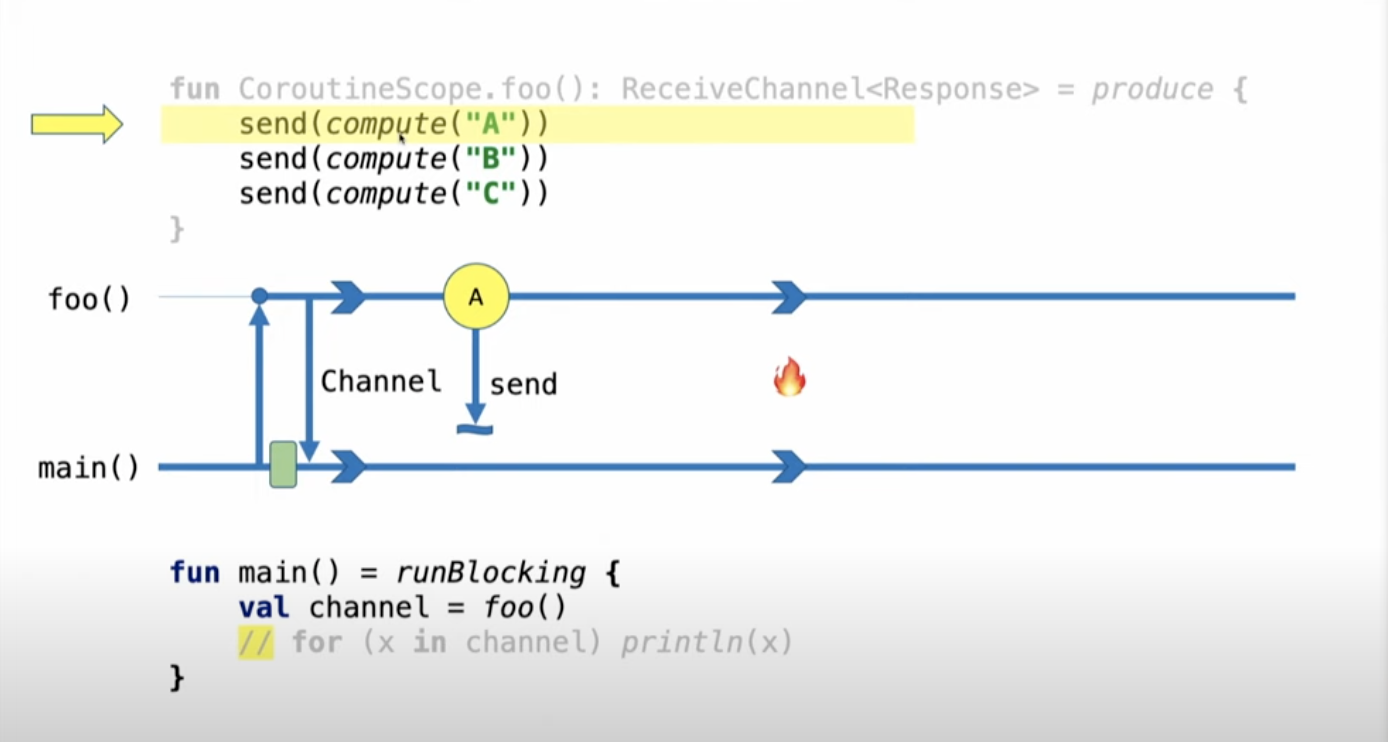 fun CoroutineScope.foo(): ReceiveChannel<Response> = produce {
    send(compute("A"))
    send(compute("B"))
    send(compute("C"))
}
foo()
A
Channel
send
main()
fun main() = runBlocking {
    val channel = foo()
    // for (x in channel) println(x)
}